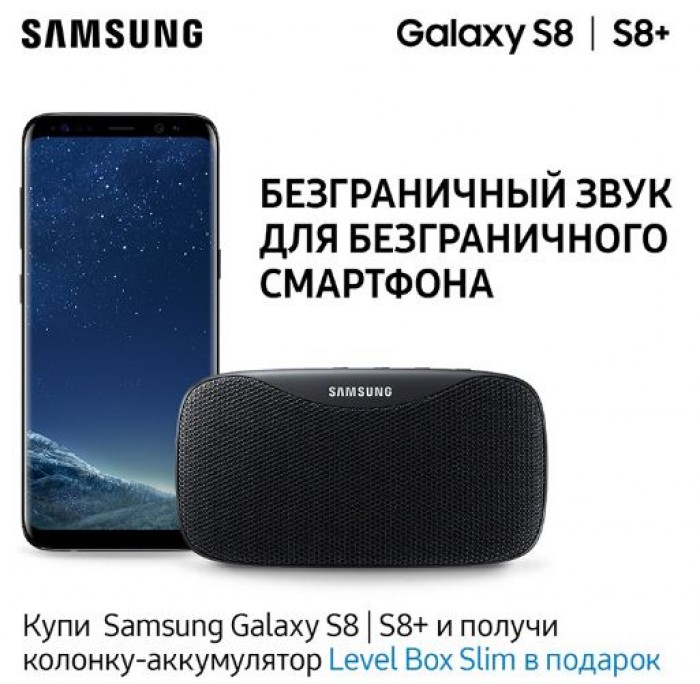 SAMSUNG
Galaxy S8 | S8+
БЕЗГРАНИЧНЫЙ ЗВУК
ДЛЯ БЕЗГРАНИЧНОГО
СМАРТФОНА
SAMSUNG
Купи Samsung Galaxy S8 | S8+ и получи
колонку-аккумулятор Level Box Slim в подарок